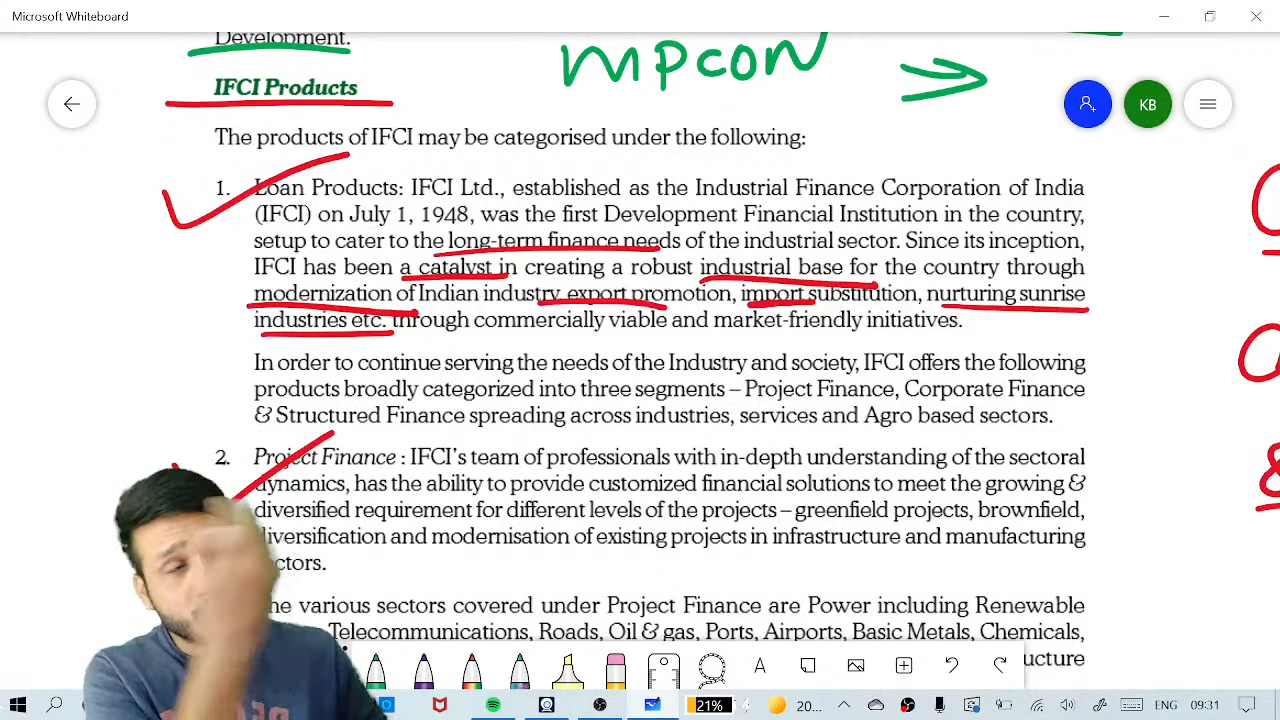 Microsoft Whiteboard
Development.
mpcon
IFCI Products
KB
The products of IFCI may be categorised under the following:
1. Loan Products: IFCI Ltd., established as the Industrial Finance Corporation of India
(IFCI) on July 1, 1948, was the first Development Financial Institution in the country,
setup to cater to the long-term finance needs of the industrial sector. Since its inception,
IFCI has been a catalyst in creating a robust industrial base for the country through
modernization of Indian industry, export promotion, import substitution, nurturing sunrise
industries etc. through commercially viable and market-friendly initiatives.
In order to continue serving the needs of the Industry and society, IFCI offers the following
products broadly categorized into three segments – Project Finance, Corporate Finance
& Structured Finance spreading across industries, services and Agro based sectors.
2. Project Finance : IFCI's team of professionals with in-depth understanding of the sectoral
dynamics, has the ability to provide customized financial solutions to meet the growing &
diversified requirement for different levels of the projects – greenfield projects, brownfield,
diversification and modernisation of existing projects in infrastructure and manufacturing
The various sectors covered under Project Finance are Power including Renewable
Telecommunications, Roads, Oil & gas, Ports, Airports, Basic Metals, Chemicals,
21%
20...
ENG
09:31